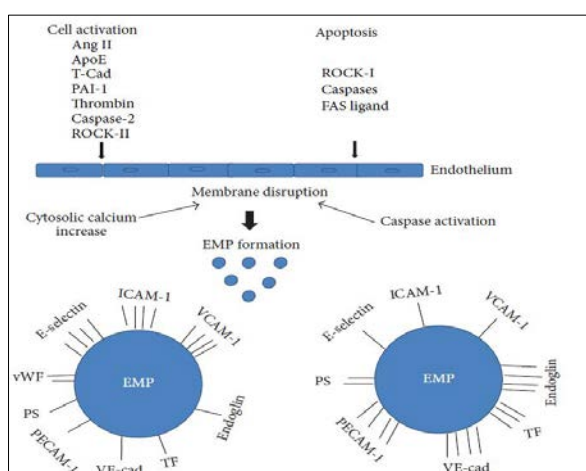 Cell activation
Ang II
ApoE
T-Cad
PAI-1
Thrombin
Caspase-2
ROCK-II
Apoptosis
ROCK-I
Caspases
FAS ligand
Endothelium
Membrane disruption
Cytosolic calcium
increase
Caspase activation
EMP formation
E-selectin
ICAM-1
VCAM-1
vWF
EMP
PS
PECAM-1
VE-cad
TF
Endoglin
E-selectin
ICAM-1
VCAM-1
PS
EMP
Endoglin
PECAM-1
VE-cad
TF